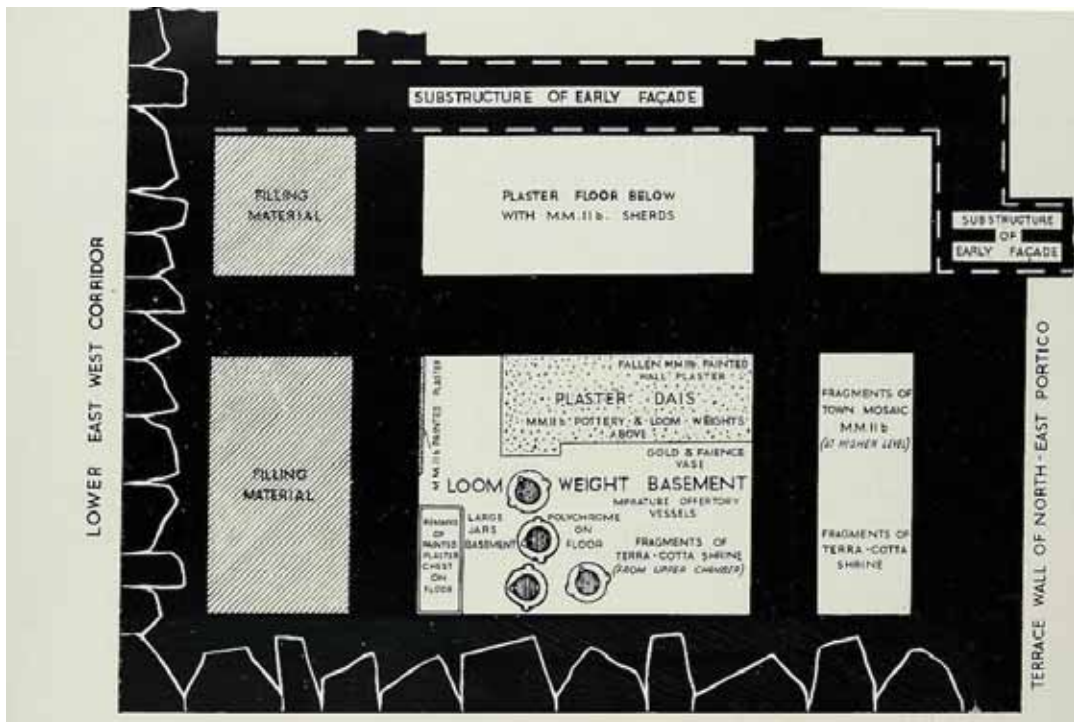 SUBSTRUCTURE OF EARLY FAÇADE
FILLING
MATERIAL
PLASTER FLOOR BELOW
WITH M.M. II b. SHERDS
SUBSTRUCTURE
OF
EARLY FAÇADE
LOWER EAST WEST CORRIDOR
FILLING
MATERIAL
M M II b PAINTED PLASTER
FALLEN MM IIb PAINTED
WALL PLASTER
PLASTER DAIS
M.M.II b POTTERY & LOOM-WEIGHTS
ABOVE
GOLD & FAIENCE
VASE
LOOM WEIGHT BASEMENT
MINIATURE OFFERTORY
VESSELS
REMAINS
OF
PAINTED
PLASTER
CHEST
ON
FLOOR
LARGE POLYCHROME
JARS ON
BASEMENT FLOOR
FRAGMENTS OF
TERRA-COTTA SHRINE
(FROM UPPER CHAMBER)
FRAGMENTS OF
TOWN MOSAIC
M.M. II b
(AT HIGHER LEVEL)
FRAGMENTS OF
TERRA-COTTA
SHRINE
TERRACE WALL OF NORTH-EAST PORTICO